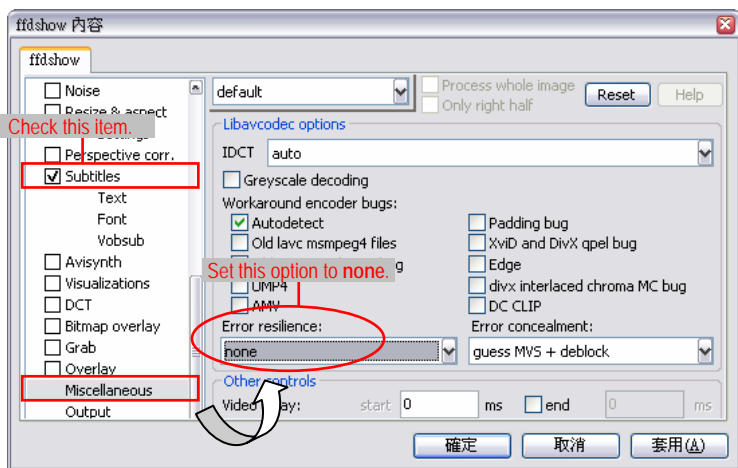 ffdshow 內容
ffdshow
Noise
Resize & aspect
Check this item.
Perspective corr.
Subtitles
Text
Font
Vobsub
Avisynth
Visualizations
DCT
Bitmap overlay
Grab
Overlay
Miscellaneous
Output
default
Process whole image
Only right half
Reset
Help
Libavcodec options
IDCT auto
Greyscale decoding
Workaround encoder bugs:
Autodetect
Padding bug
Old lavc msmpeg4 files
XviD and DivX qpel bug
Edge
Set this option to none.
UMP4
divx interlaced chroma MC bug
AMV
DC CLIP
Error resilience:
Error concealment:
none
guess MVS + deblock
Other controls
Video start 0 ms end 0 ms
確定
取消
套用(A)